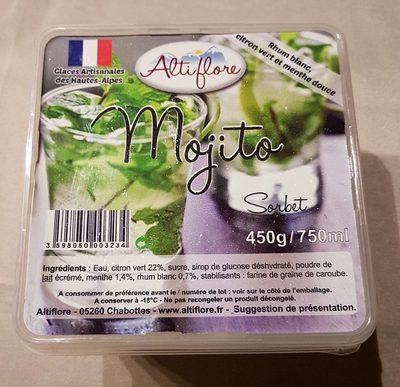 Glaces Artisanales
des Hautes-Alpes
Altiflore
Rhum blanc,
citron vert et menthe douce
Mojito
Sorbet
450g/750ml
3 598050 003234
Ingrédients : Eau, citron vert 22%, sucre, sirop de glucose déshydraté, poudre de
lait écrémé, menthe 1,4%, rhum blanc 0,7%, stabilisants : farine de graine de caroube.
A consommer de préférence avant le / numéro de lot : voir sur le côté de l'emballage.
A conserver à -18°C - Ne pas recongeler un produit décongelé.
Altiflore - 05260 Chabottes - www.altiflore.fr - Suggestion de présentation.